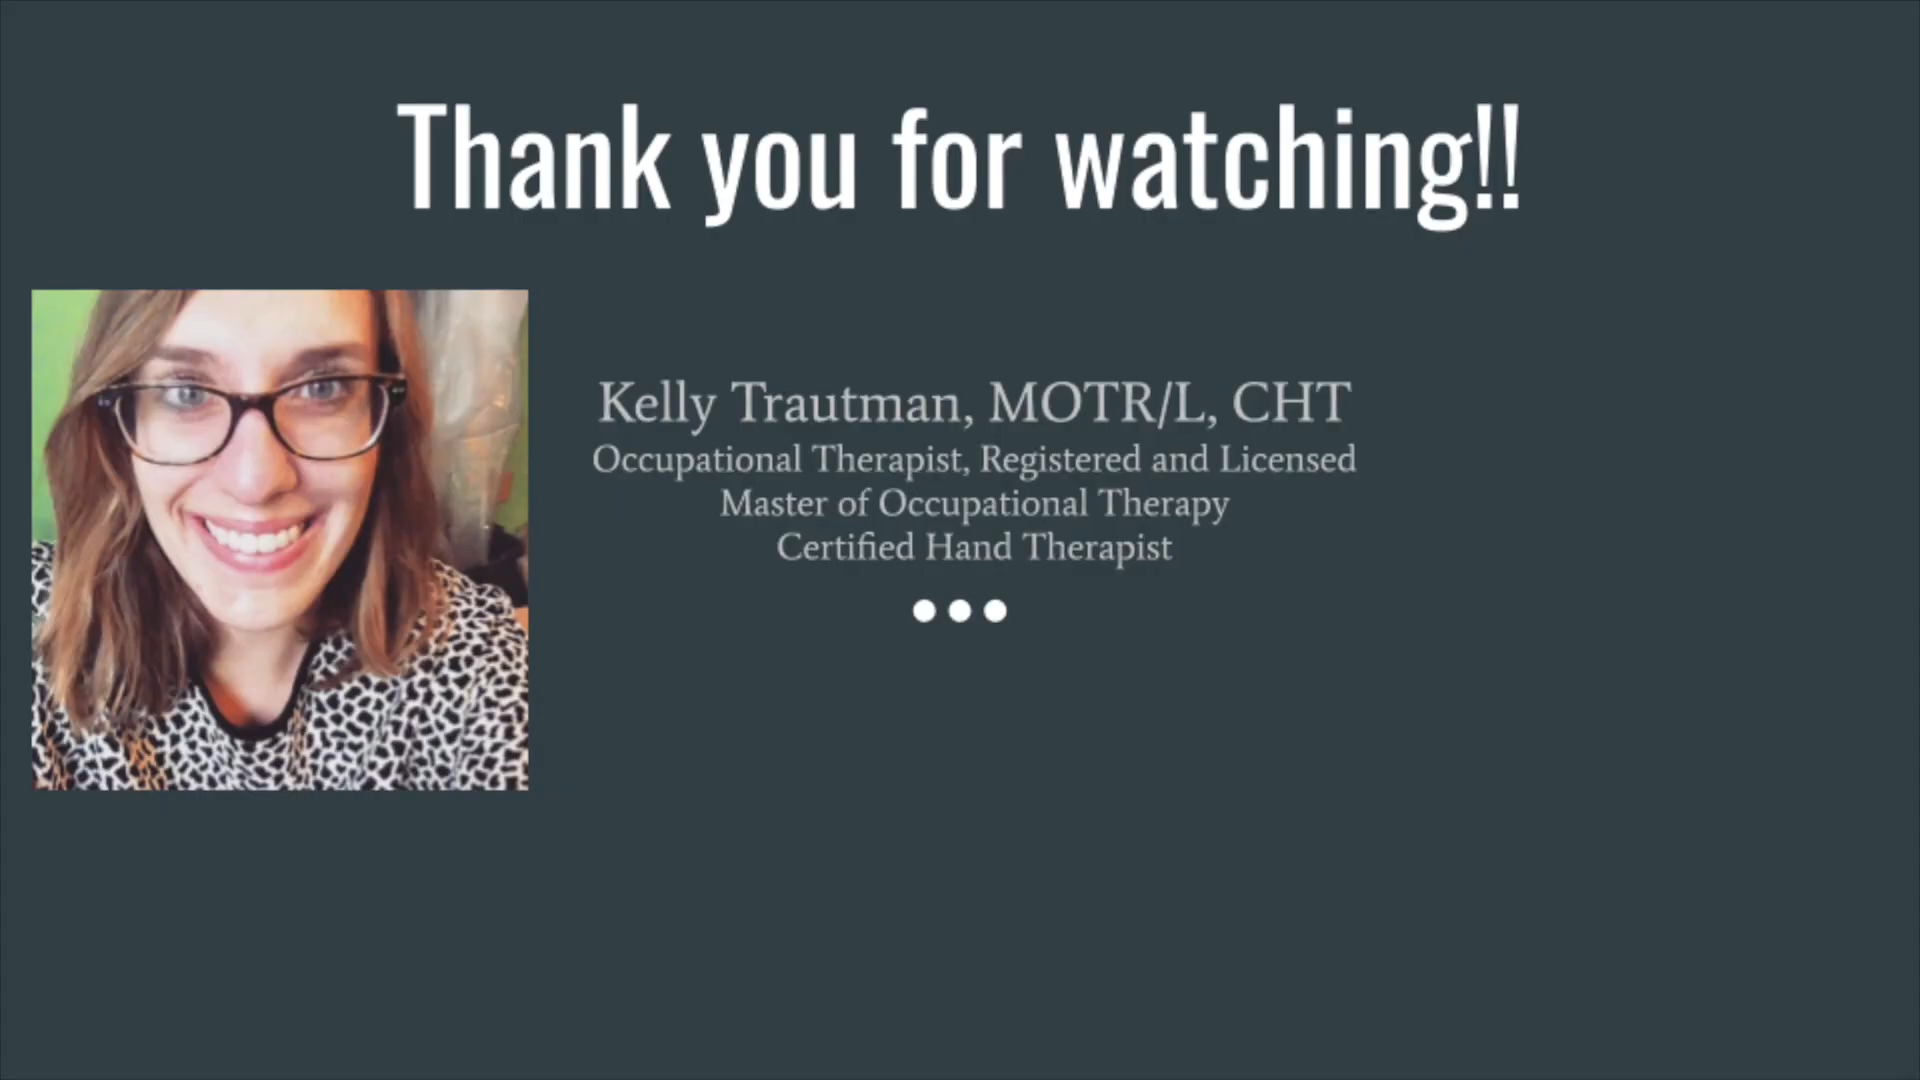 Thank you for watching!!
Kelly Trautman, MOTR/L, CHT
Occupational Therapist, Registered and Licensed
Master of Occupational Therapy
Certified Hand Therapist